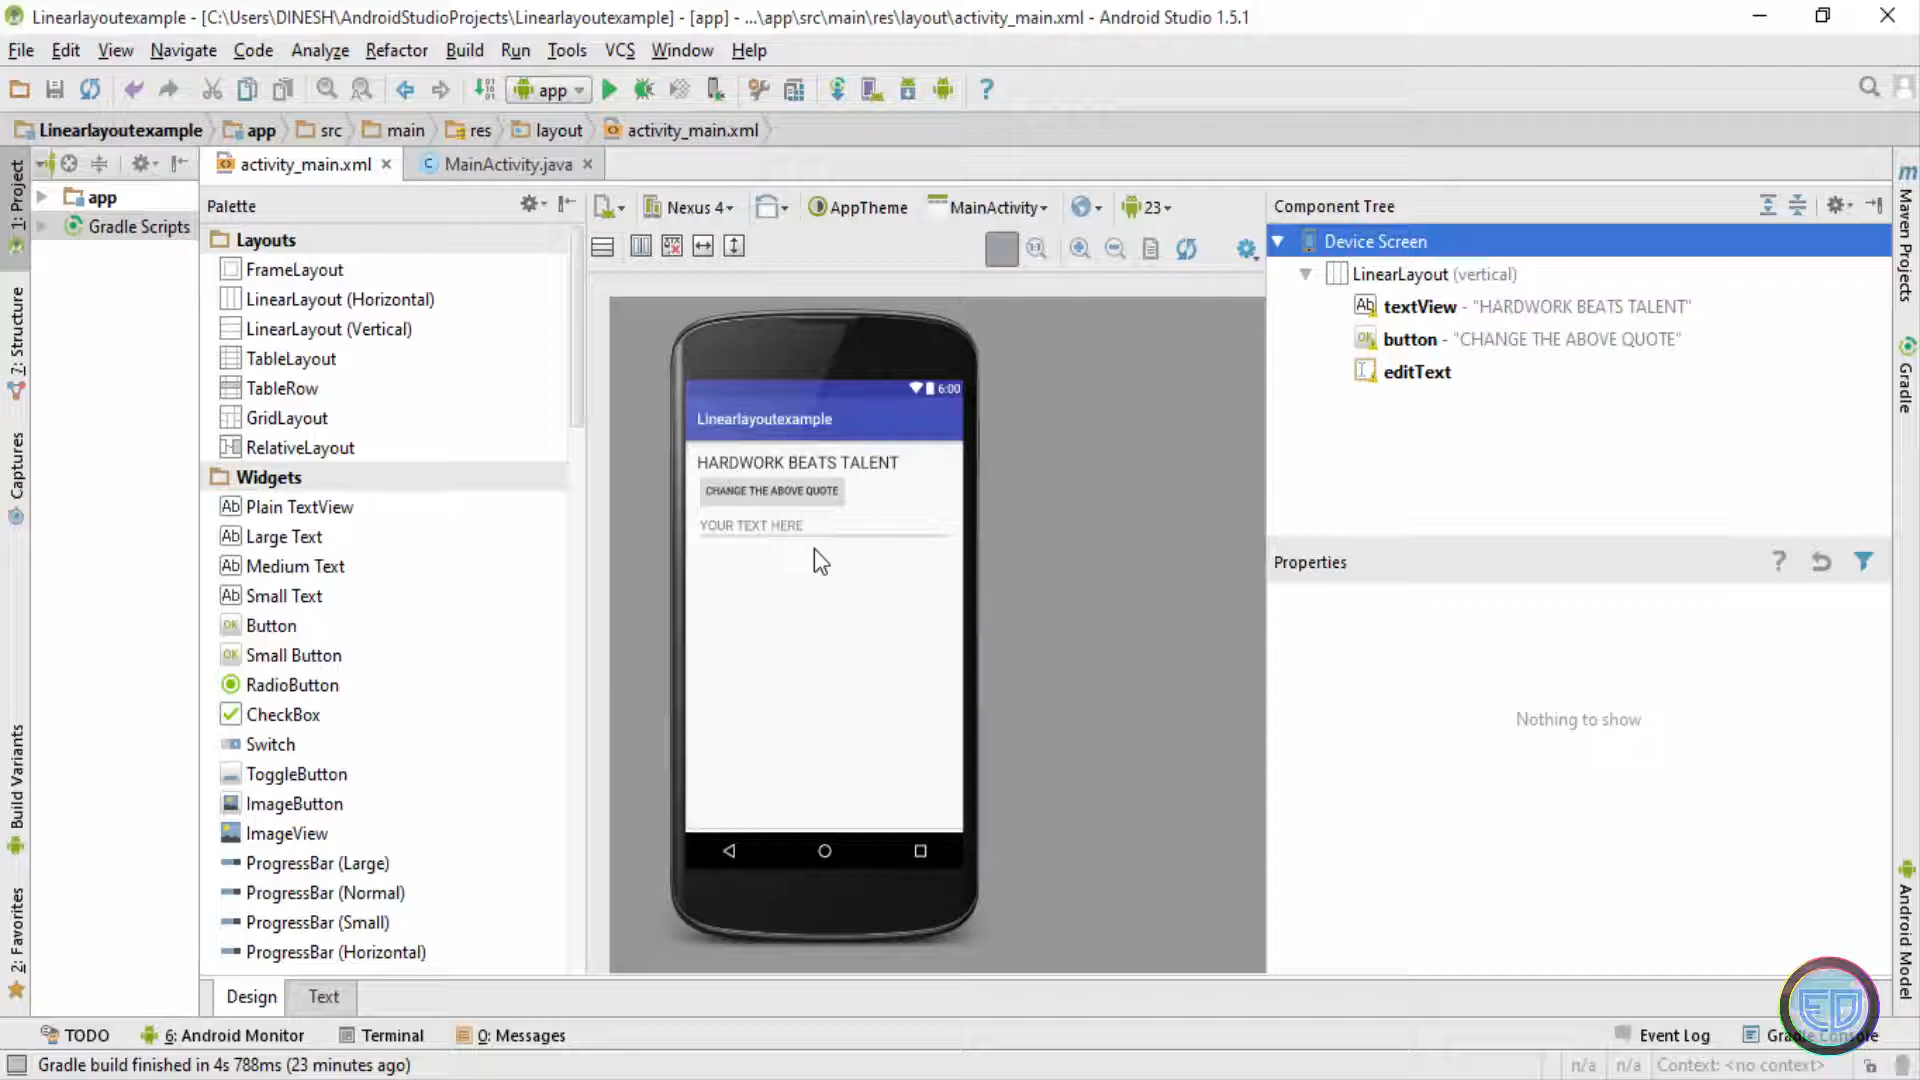 Linearlayoutexample - [C:\Users\DINESH\AndroidStudioProjects\Linearlayoutexample] - [app] - ...\app\src\main\res\layout\activity_main.xml - Android Studio 1.5.1
File Edit View Navigate Code Analyze Refactor Build Run Tools VCS Window Help
app
Linearlayoutexample app src main res layout activity_main.xml
activity_main.xml MainActivity.java
1: Project
7: Structure
Captures
Build Variants
2: Favorites
app
Gradle Scripts
Palette
Layouts
FrameLayout
LinearLayout (Horizontal)
LinearLayout (Vertical)
TableLayout
TableRow
GridLayout
RelativeLayout
Widgets
Plain TextView
Large Text
Medium Text
Small Text
Button
Small Button
RadioButton
CheckBox
Switch
ToggleButton
ImageButton
ImageView
ProgressBar (Large)
ProgressBar (Normal)
ProgressBar (Small)
ProgressBar (Horizontal)
Nexus 4 AppTheme MainActivity 23
6:00
Linearlayoutexample
HARDWORK BEATS TALENT
CHANGE THE ABOVE QUOTE
YOUR TEXT HERE
Component Tree
Device Screen
LinearLayout (vertical)
textView - "HARDWORK BEATS TALENT"
button - "CHANGE THE ABOVE QUOTE"
editText
Properties
Nothing to show
Maven Projects
Gradle
Android Model
Design Text
TODO 6: Android Monitor Terminal 0: Messages Event Log Gradle Console
Gradle build finished in 4s 788ms (23 minutes ago) n/a n/a Context: <no context>